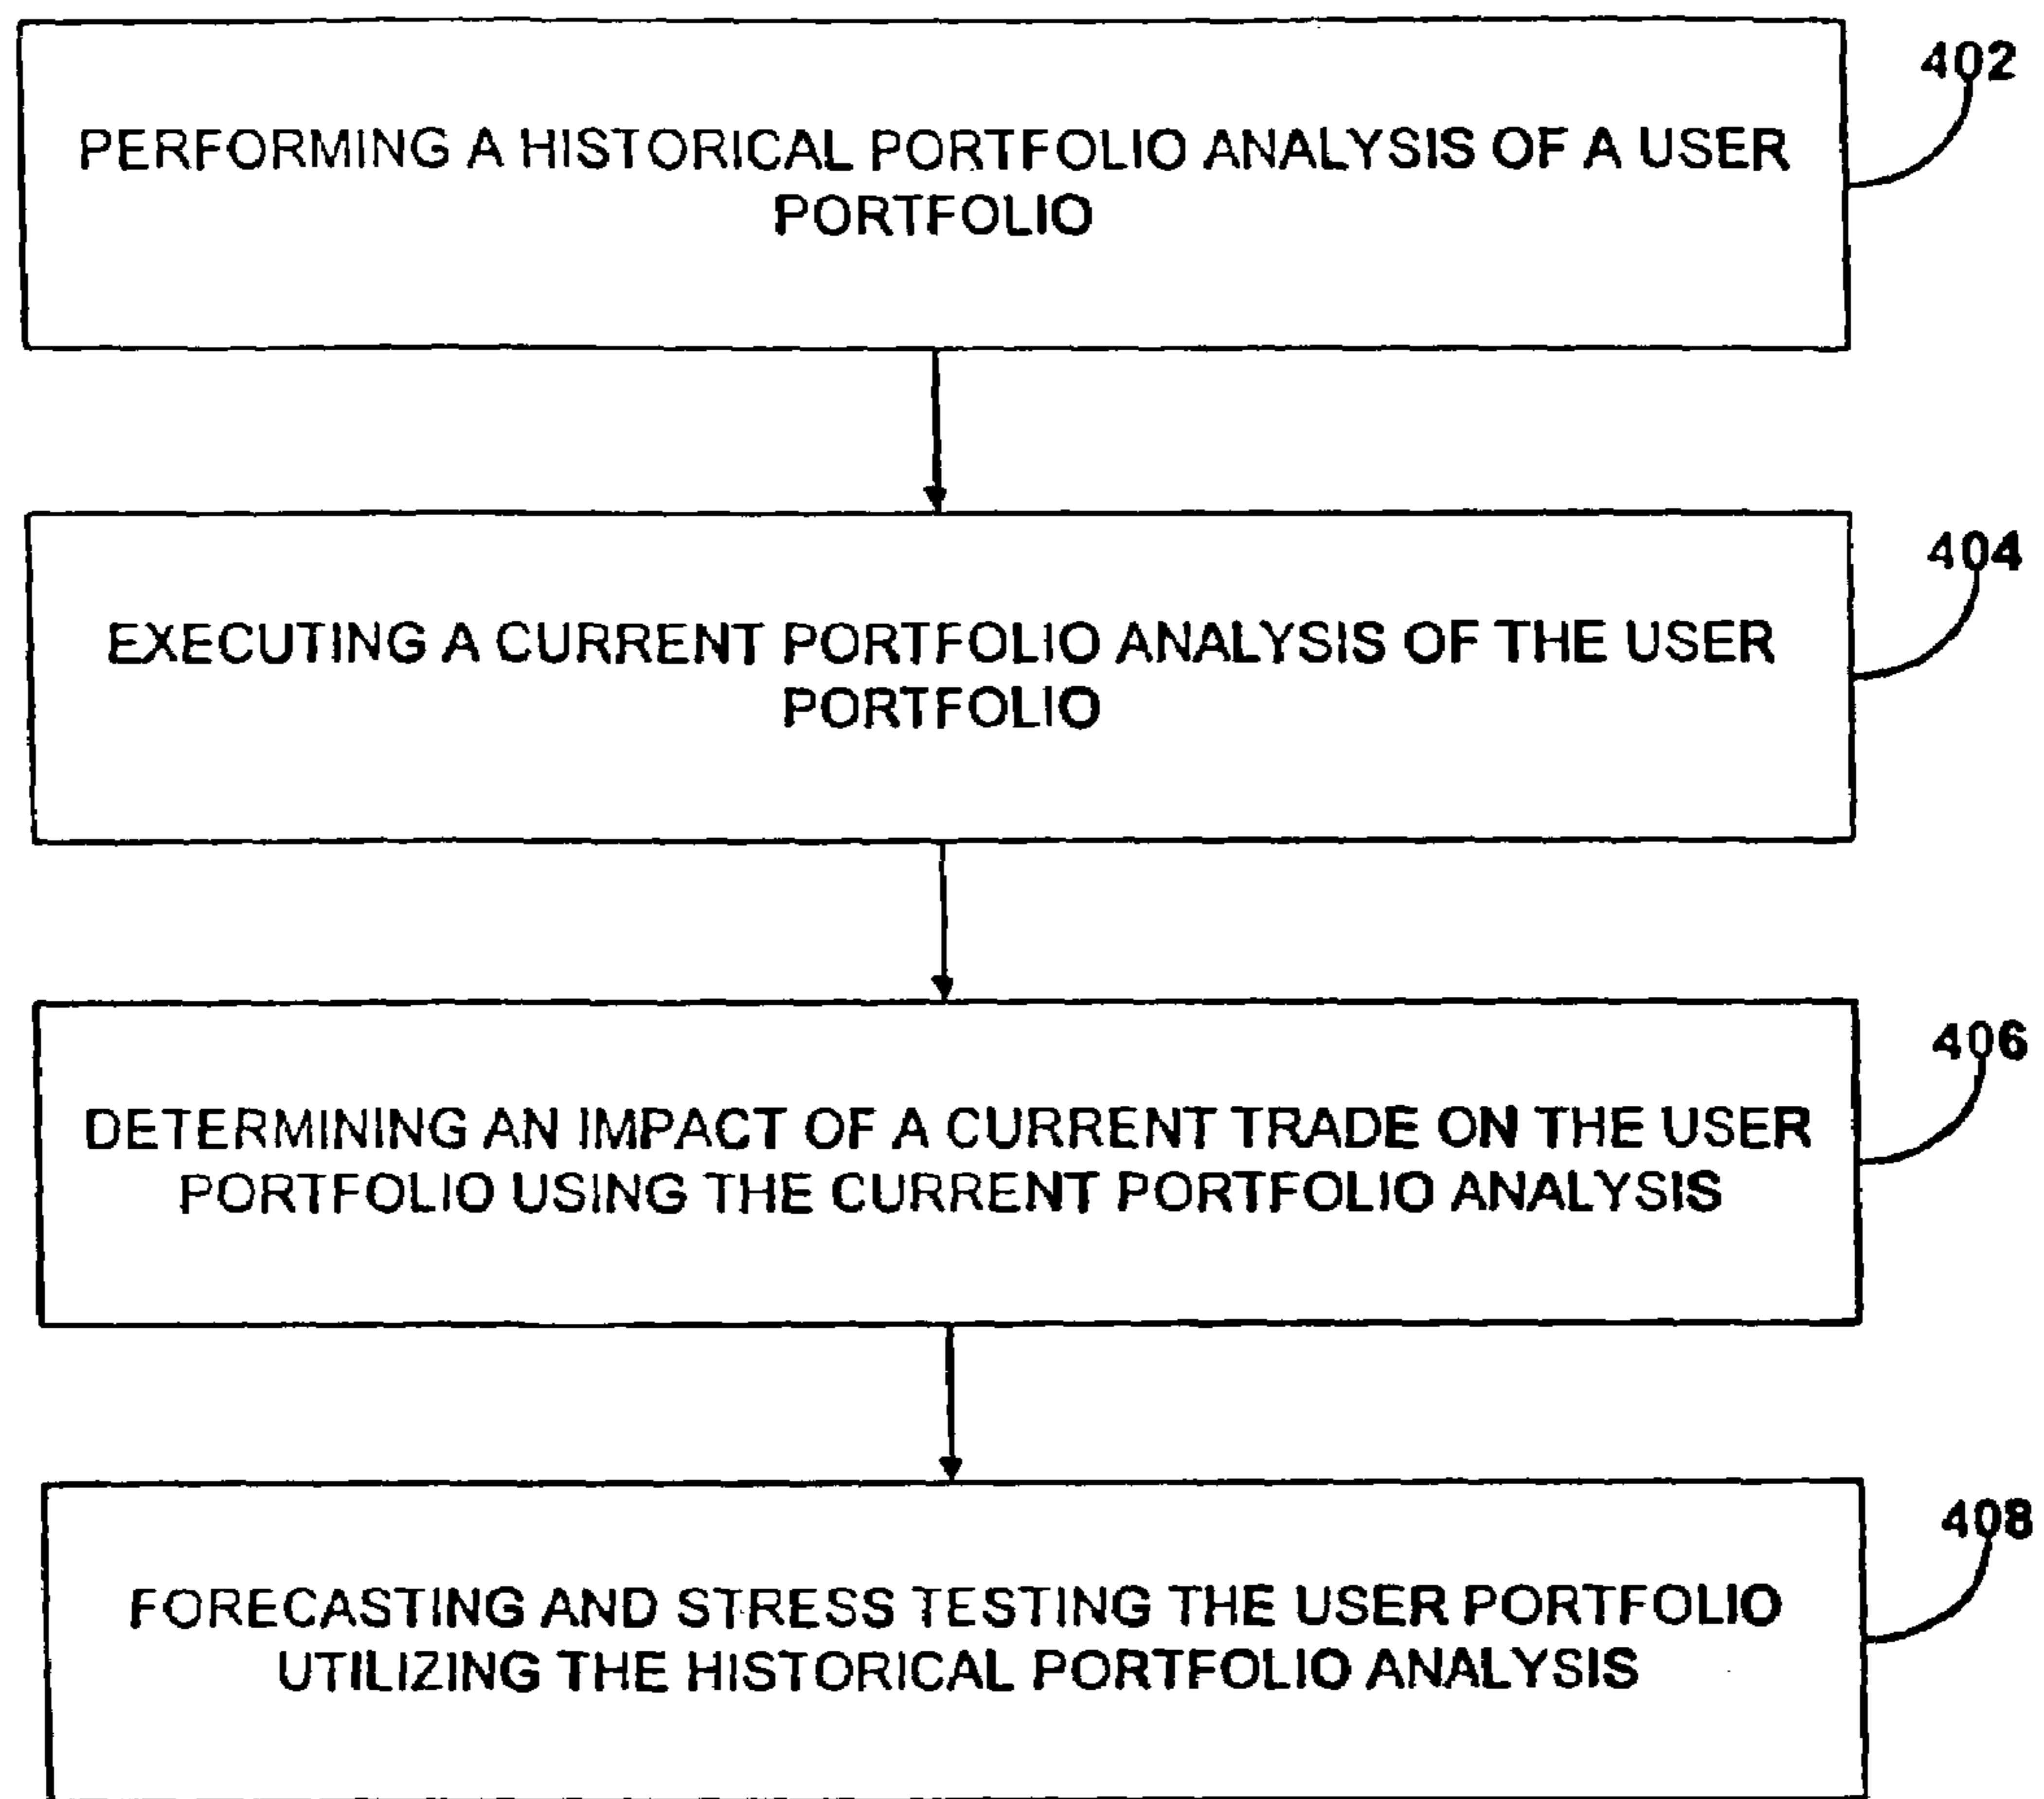 402
PERFORMING A HISTORICAL PORTFOLIO ANALYSIS OF A USER
PORTFOLIO
404
EXECUTING A CURRENT PORTFOLIO ANALYSIS OF THE USER
PORTFOLIO
406
DETERMINING AN IMPACT OF A CURRENT TRADE ON THE USER
PORTFOLIO USING THE CURRENT PORTFOLIO ANALYSIS
408
FORECASTING AND STRESS TESTING THE USER PORTFOLIO
UTILIZING THE HISTORICAL PORTFOLIO ANALYSIS